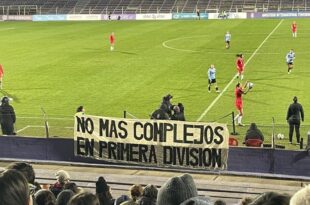 NO MAS COMPLEJOS
EN PRIMERA DIVISION